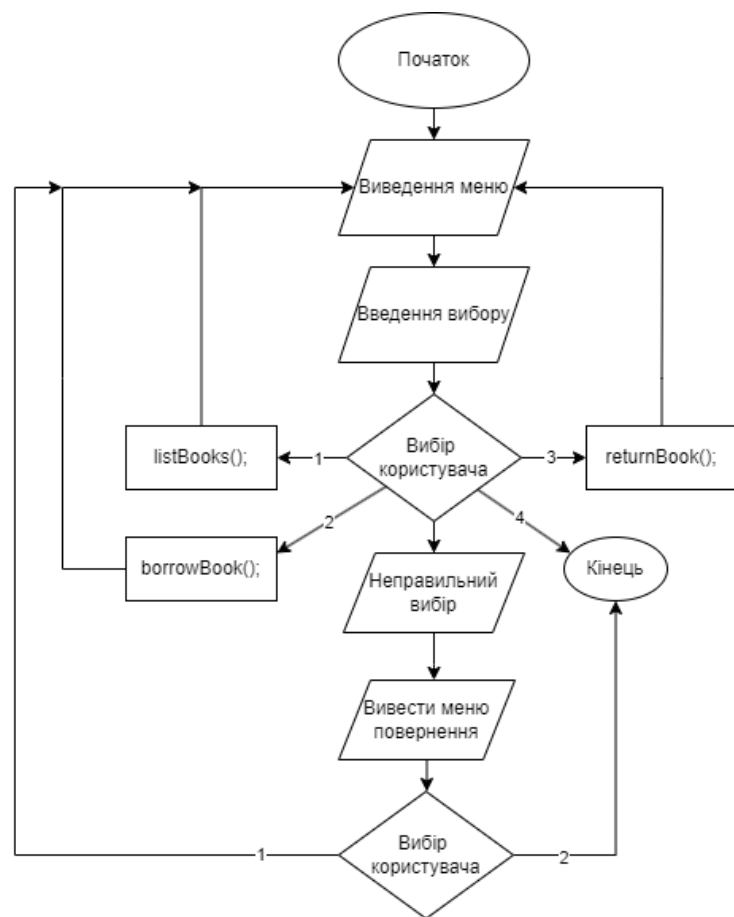 Початок
Виведення меню
Введення вибору
Вибір
користувача
1
listBooks();
3
returnBook();
2
borrowBook();
4
Кінець
Неправильний
вибір
Вивести меню
повернення
Вибір
користувача
1
2